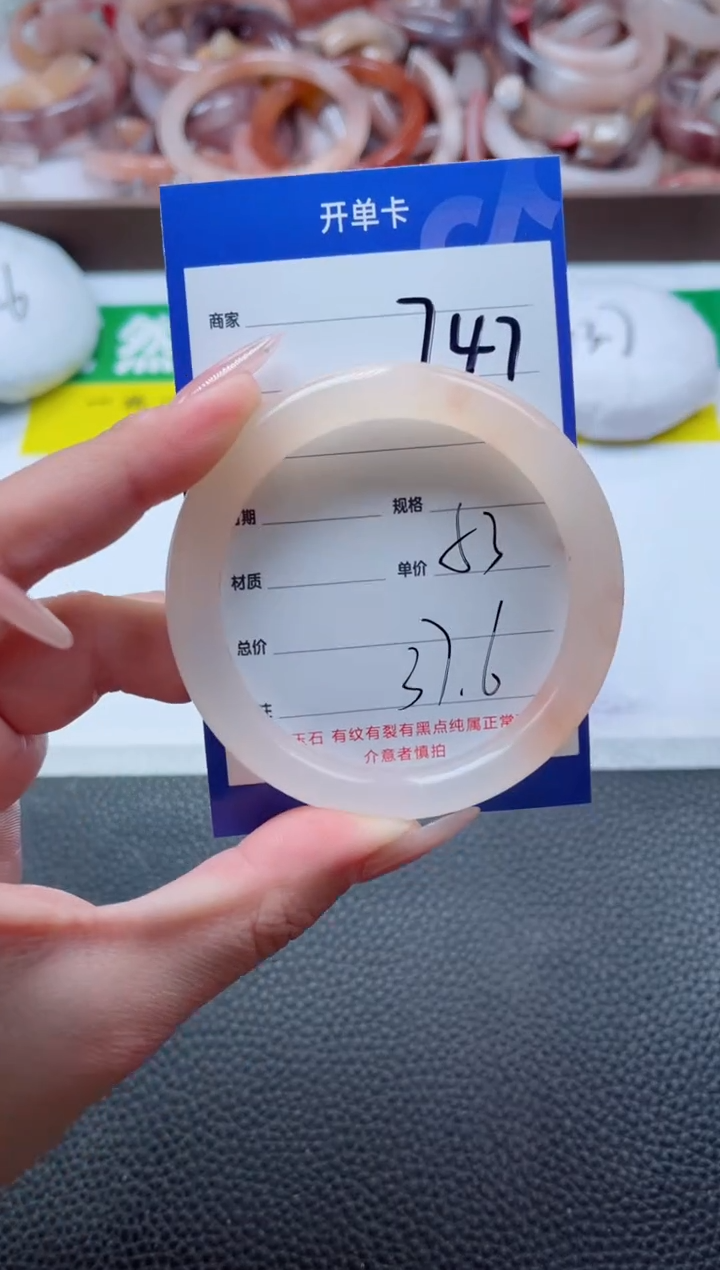 开单卡
商家 747
期 规格 63
材质 单价
总价 37.6
玉石 有纹有裂有黑点纯属正常
介意者慎拍
然